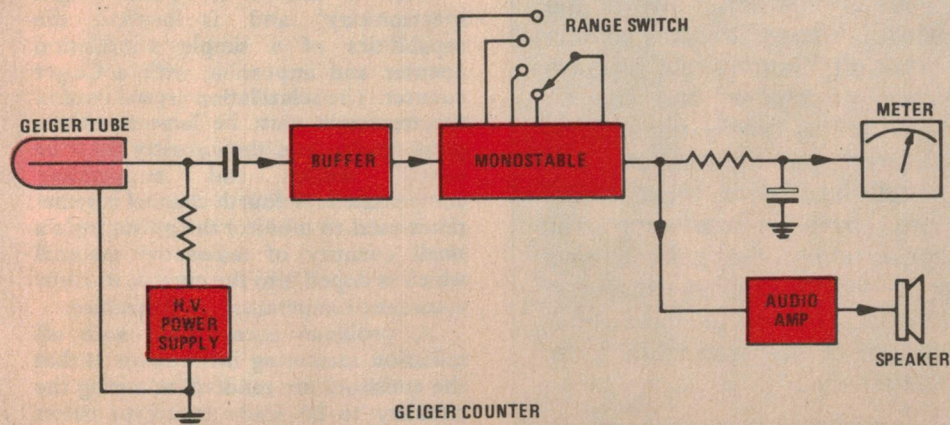 RANGE SWITCH
GEIGER TUBE
METER
BUFFER
MONOSTABLE
H.V.
POWER
SUPPLY
AUDIO
AMP
SPEAKER
GEIGER COUNTER